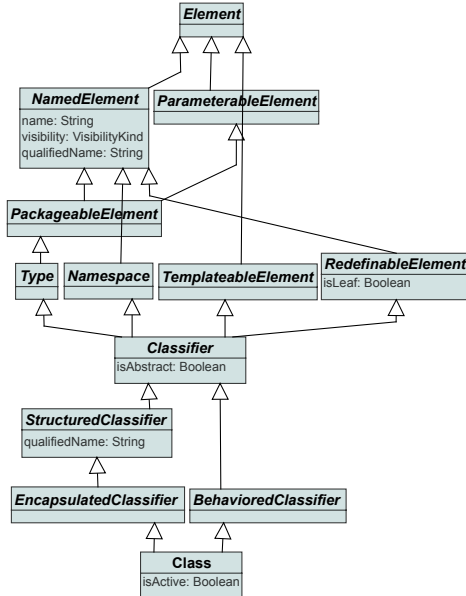 Element
NamedElement
name: String
visibility: VisibilityKind
qualifiedName: String
ParameterableElement
PackageableElement
Type
Namespace
TemplateableElement
RedefinableElement
isLeaf: Boolean
Classifier
isAbstract: Boolean
StructuredClassifier
qualifiedName: String
EncapsulatedClassifier
BehavioredClassifier
Class
isActive: Boolean